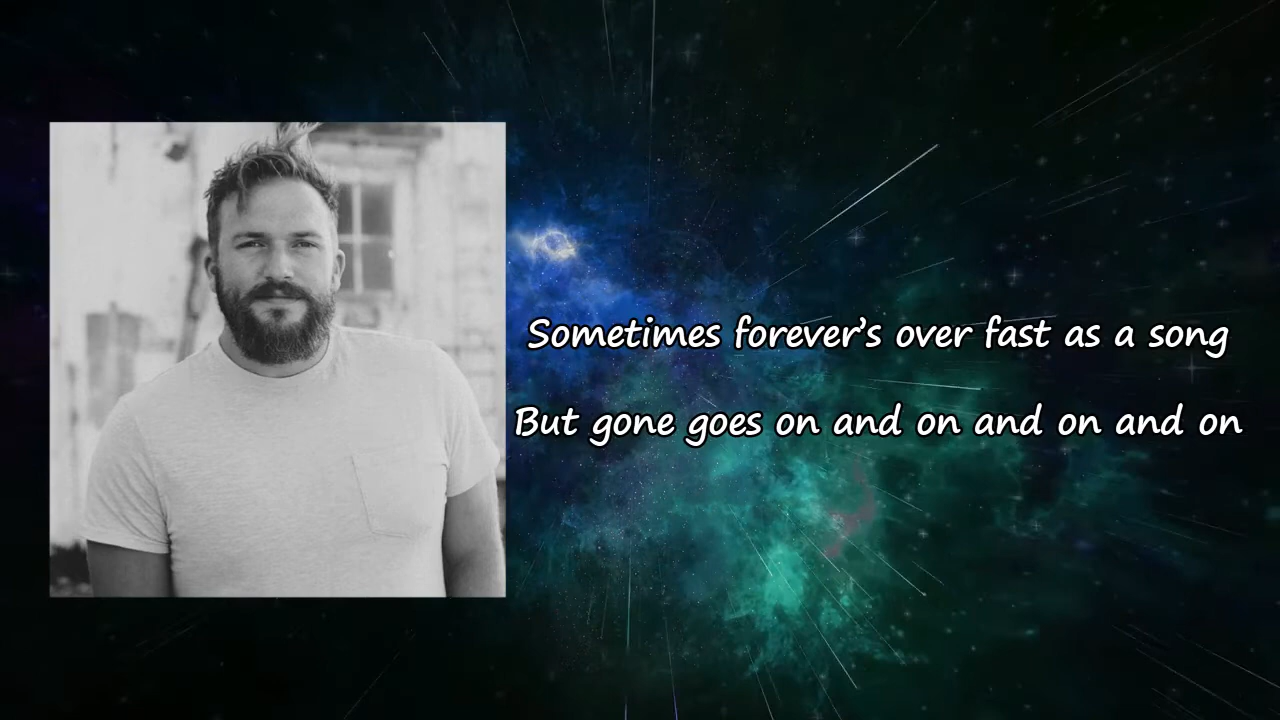 Sometimes forever’s over fast as a song
But gone goes on and on and on and on